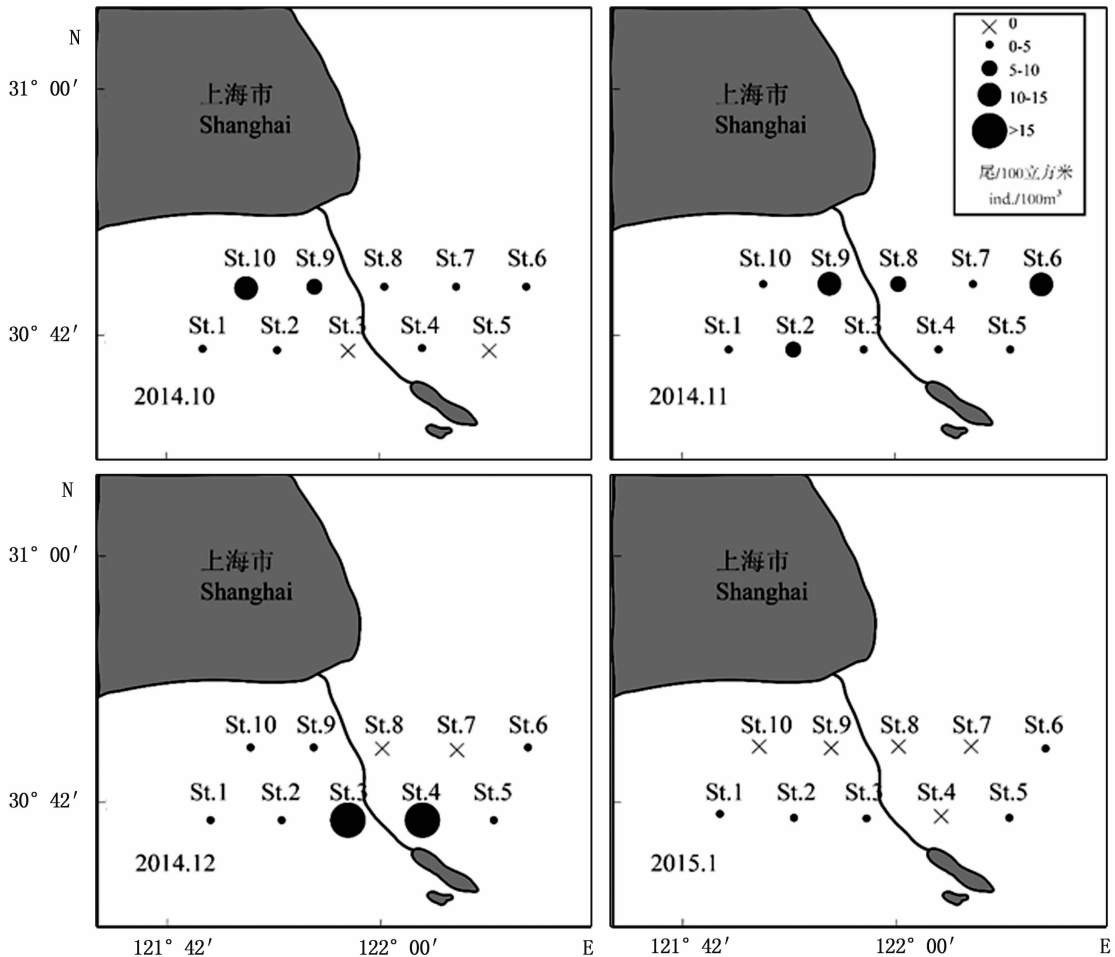 N
31° 00′
上海市
Shanghai
St.10 St.9 St.8 St.7 St.6
30° 42′
St.1 St.2 St.3 St.4 St.5
2014.10
0
0-5
5-10
10-15
>15
尾/100立方米
ind./100m³
上海市
Shanghai
St.10 St.9 St.8 St.7 St.6
St.1 St.2 St.3 St.4 St.5
2014.11
N
31° 00′
上海市
Shanghai
St.10 St.9 St.8 St.7 St.6
30° 42′
St.1 St.2 St.3 St.4 St.5
2014.12
121° 42′ 122° 00′ E
上海市
Shanghai
St.10 St.9 St.8 St.7 St.6
St.1 St.2 St.3 St.4 St.5
2015.1
121° 42′ 122° 00′ E